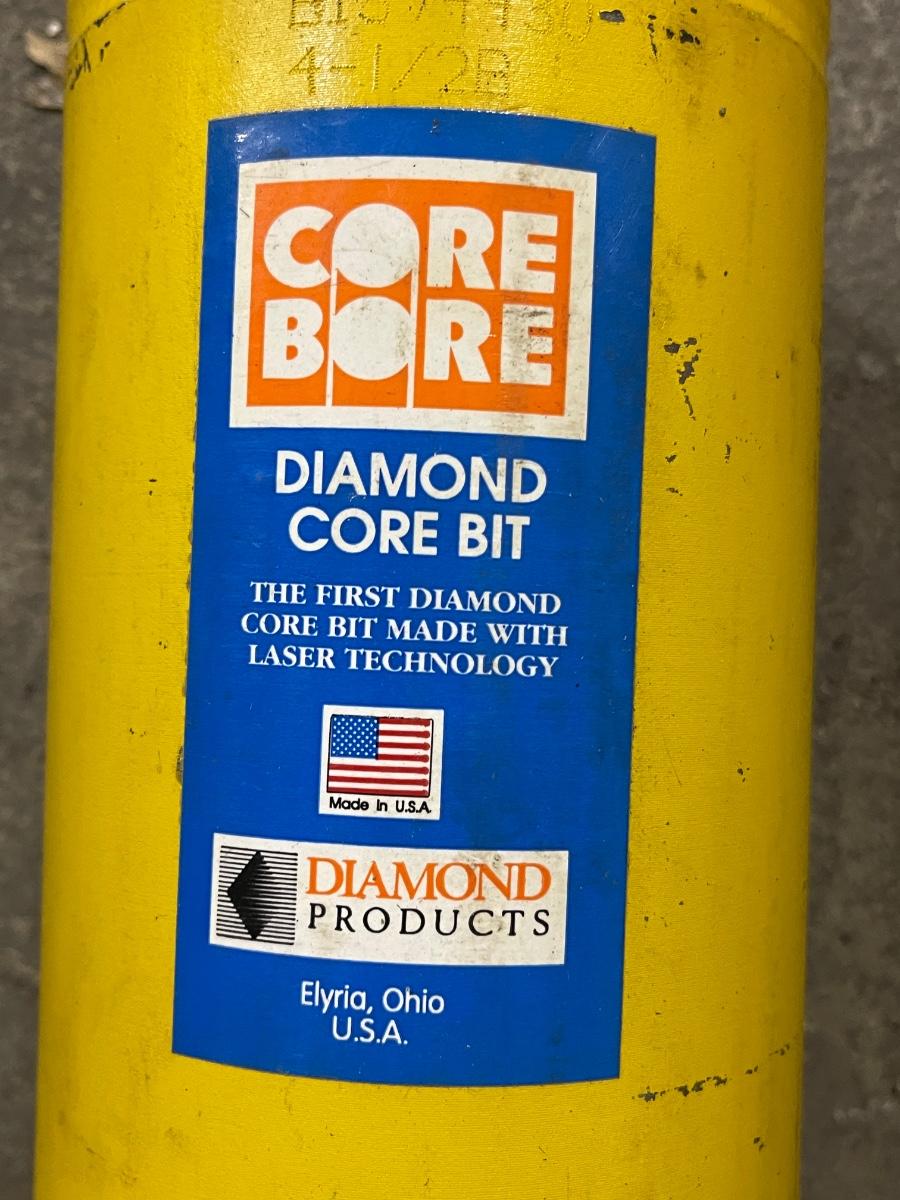 4-1/2B
CORE
BORE
DIAMOND
CORE BIT
THE FIRST DIAMOND
CORE BIT MADE WITH
LASER TECHNOLOGY
Made in U.S.A.
DIAMOND
PRODUCTS
Elyria, Ohio
U.S.A.